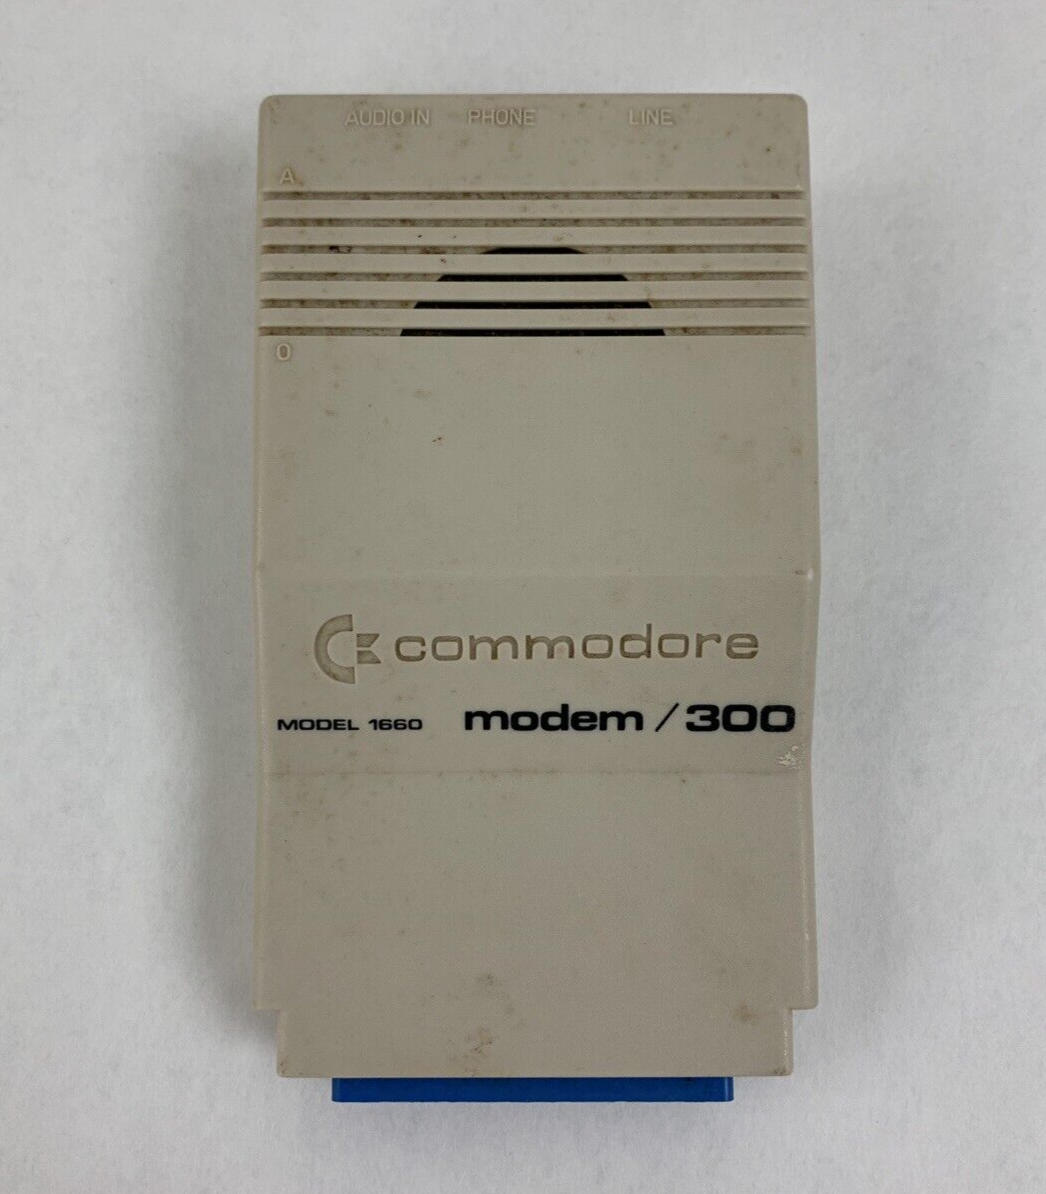 AUDIO IN PHONE LINE
A
O
commodore
MODEL 1660 modem / 300